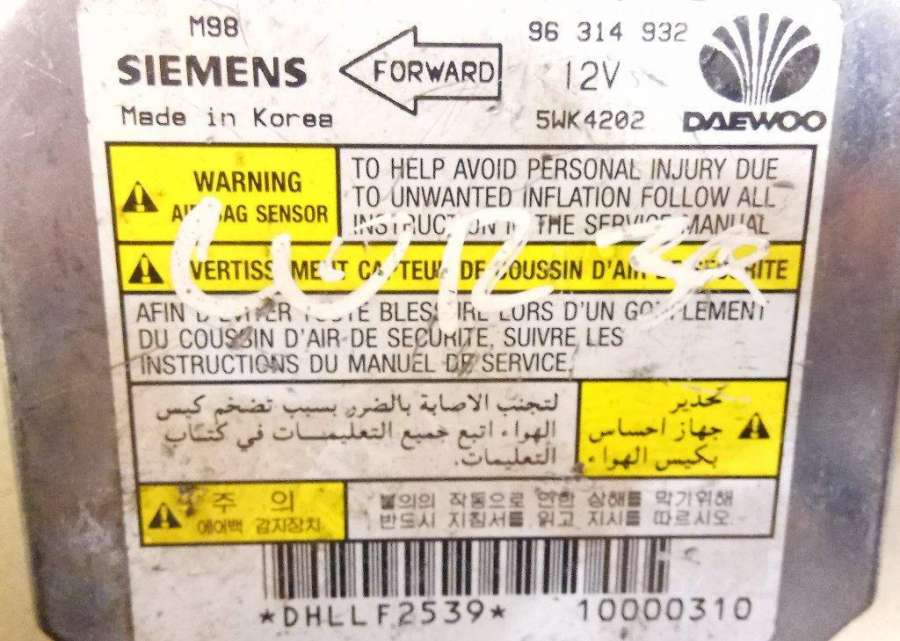 M98
SIEMENS
Made in Korea
FORWARD
96 314 932
12V
5WK4202
DAEWOO
WARNING
AIRBAG SENSOR
TO HELP AVOID PERSONAL INJURY DUE
TO UNWANTED INFLATION FOLLOW ALL
INSTRUCTION IN THE SERVICE MANUAL
AVERTISSEMENT CAPTEUR DE COUSSIN D'AIR DE SECURITE
AFIN D'EVITER TOUTE BLESSURE LORS D'UN GONFLEMENT
DU COUSSIN D'AIR DE SECURITE, SUIVRE LES
INSTRUCTIONS DU MANUEL DE SERVICE.
تحذير
جهاز احساس
بكيس الهواء
لتجنب الاصابة بالضرر بسبب تضخم كيس
الهواء اتبع جميع التعليمات في كتاب
التعليمات.
주 의
에어백 감지장치
불의의 작동으로 인한 상해를 막기위해
반드시 지침서를 읽고 지시를 따르시오.
*DHLLF2539* 10000310